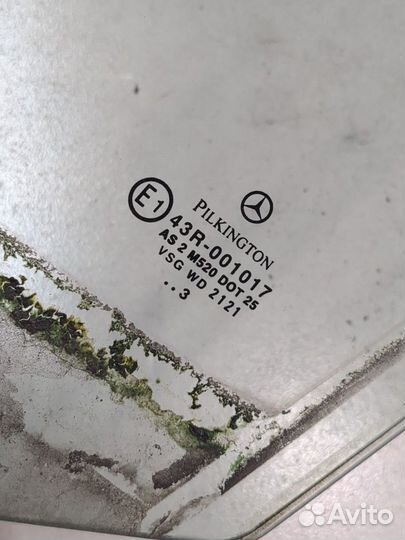 PILKINGTON
E1
43R-001017
AS 2 M520 DOT 25
VSG WD 2121
..3
Avito